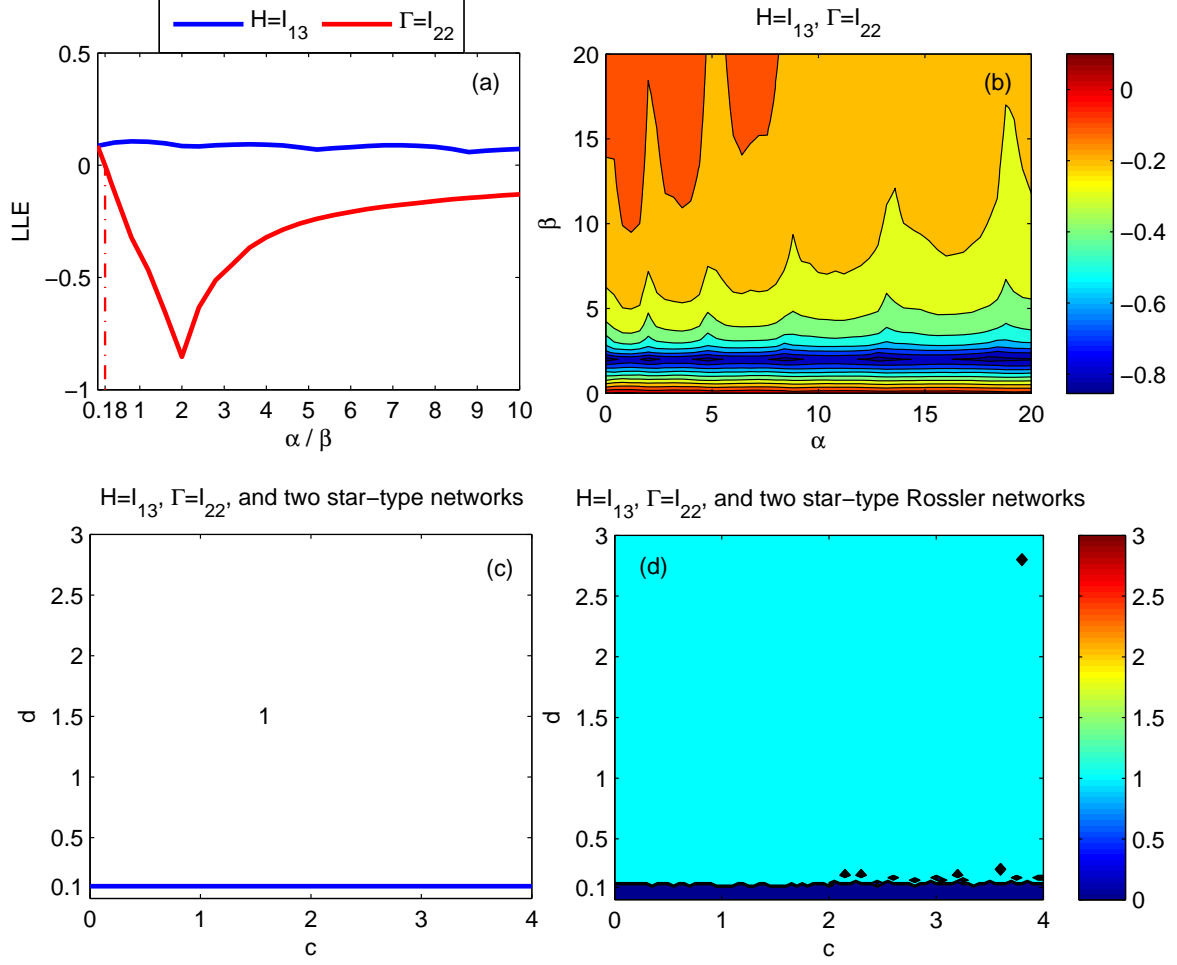 H=I13 Γ=I22
(a)
0.5
0
−0.5
−1
LLE
0.18 1 2 3 4 5 6 7 8 9 10
α / β
H=I13, Γ=I22
(b)
20
15
10
5
0
β
0 5 10 15 20
α
0
−0.2
−0.4
−0.6
−0.8
H=I13, Γ=I22, and two star−type networks
(c)
3
2.5
2
1.5
1
0.5
0.1
d
1
0 1 2 3 4
c
H=I13, Γ=I22, and two star−type Rossler networks
(d)
3
2.5
2
1.5
1
0.5
0.1
d
0 1 2 3 4
c
3
2.5
2
1.5
1
0.5
0